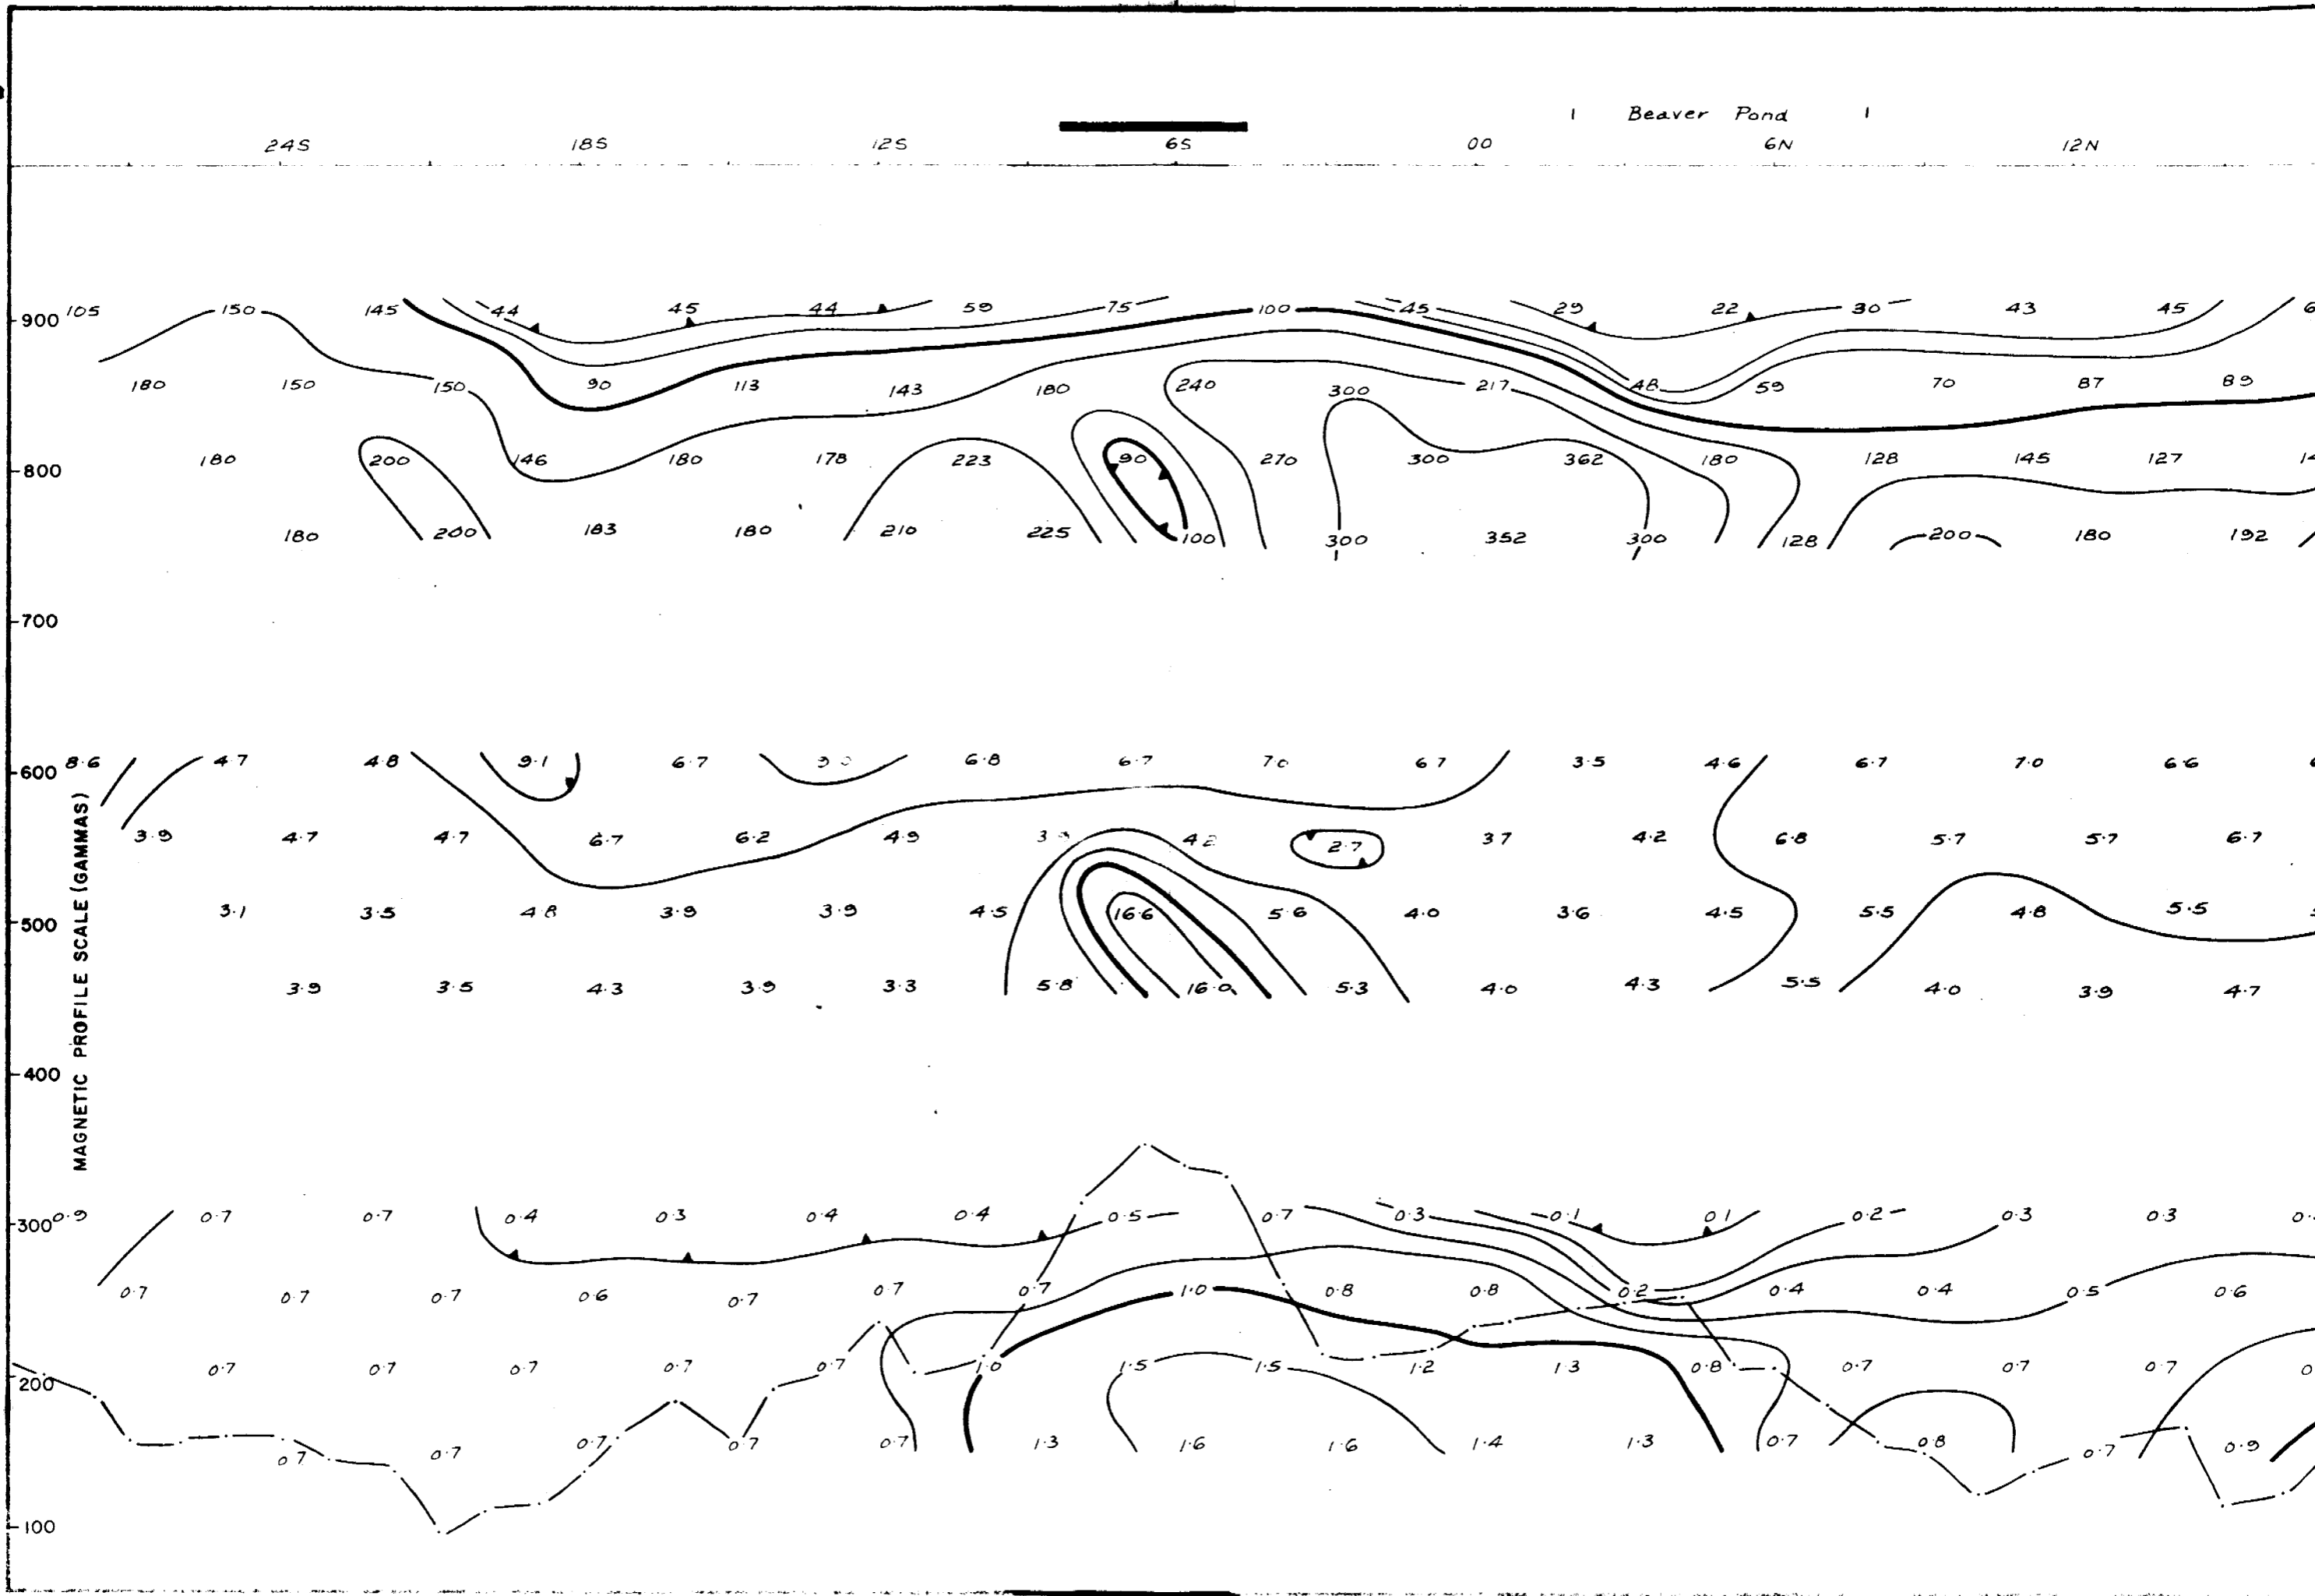 Beaver Pond
24S 18S 12S 6S 00 6N 12N
900 105 150 145 44 45 44 59 75 100 45 29 22 30 43 45
180 150 150 90 113 143 180 240 300 217 48 59 70 87 89
800 180 200 146 180 178 223 90 270 300 362 180 128 145 127
180 200 183 180 210 225 100 300 352 300 128 200 180 192
700
600 8.6 4.7 4.8 9.1 6.7 6.8 6.7 7.0 6.7 3.5 4.6 6.7 7.0 6.6
3.9 4.7 4.7 6.7 6.2 4.9 4.2 2.7 3.7 4.2 6.8 5.7 5.7 6.7
500 3.1 3.5 4.8 3.9 3.9 4.5 16.6 5.6 4.0 3.6 4.5 5.5 4.8 5.5
3.9 3.5 4.3 3.9 3.3 5.8 16.0 5.3 4.0 4.3 5.5 4.0 3.9 4.7
MAGNETIC PROFILE SCALE (GAMMAS)
400
300 0.9 0.7 0.7 0.4 0.3 0.4 0.4 0.5 0.7 0.3 0.1 0.1 0.2 0.3 0.3
0.7 0.7 0.7 0.6 0.7 0.7 0.7 1.0 0.8 0.8 0.2 0.4 0.4 0.5 0.6
200 0.7 0.7 0.7 0.7 0.7 1.0 1.5 1.5 1.2 1.3 0.8 0.7 0.7 0.7
0.7 0.7 0.7 0.7 0.7 1.3 1.6 1.6 1.4 1.3 0.7 0.8 0.7 0.9
100